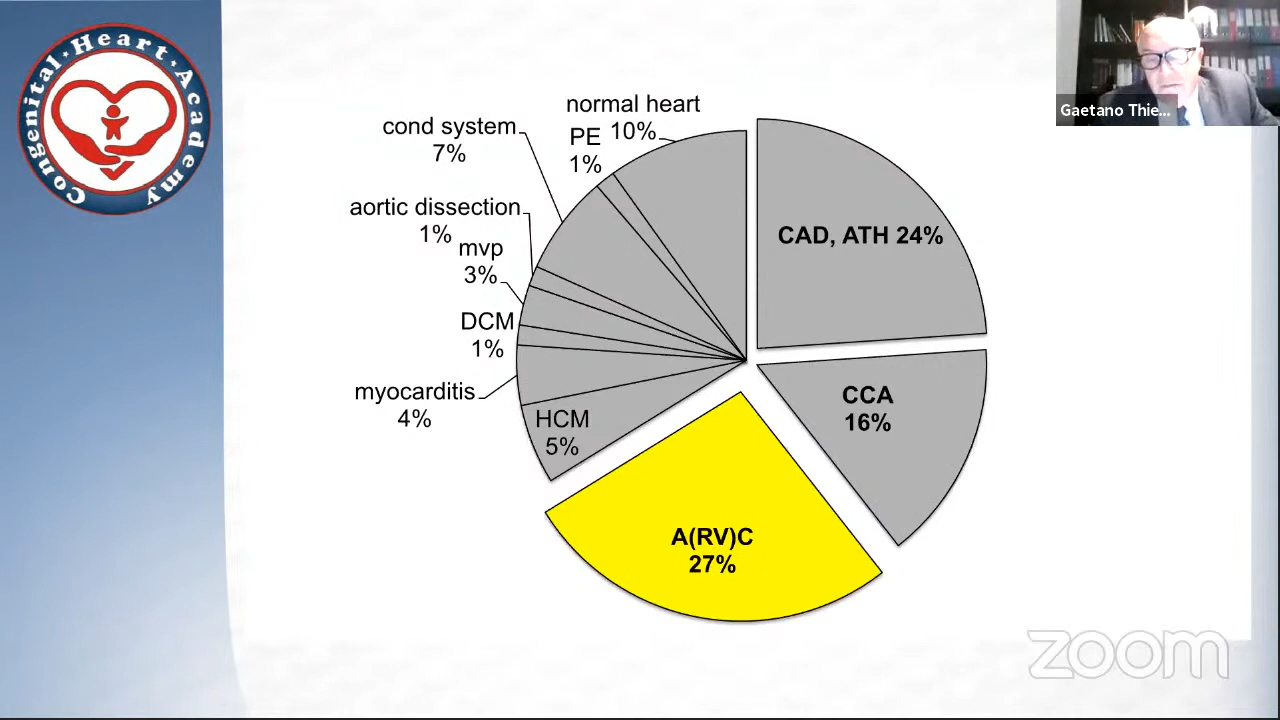 Congenital·Heart·Academy
Gaetano Thie...
normal heart
10%
PE
1%
cond system
7%
aortic dissection
1%
mvp
3%
DCM
1%
myocarditis
4%
HCM
5%
CAD, ATH 24%
CCA
16%
A(RV)C
27%
zoom